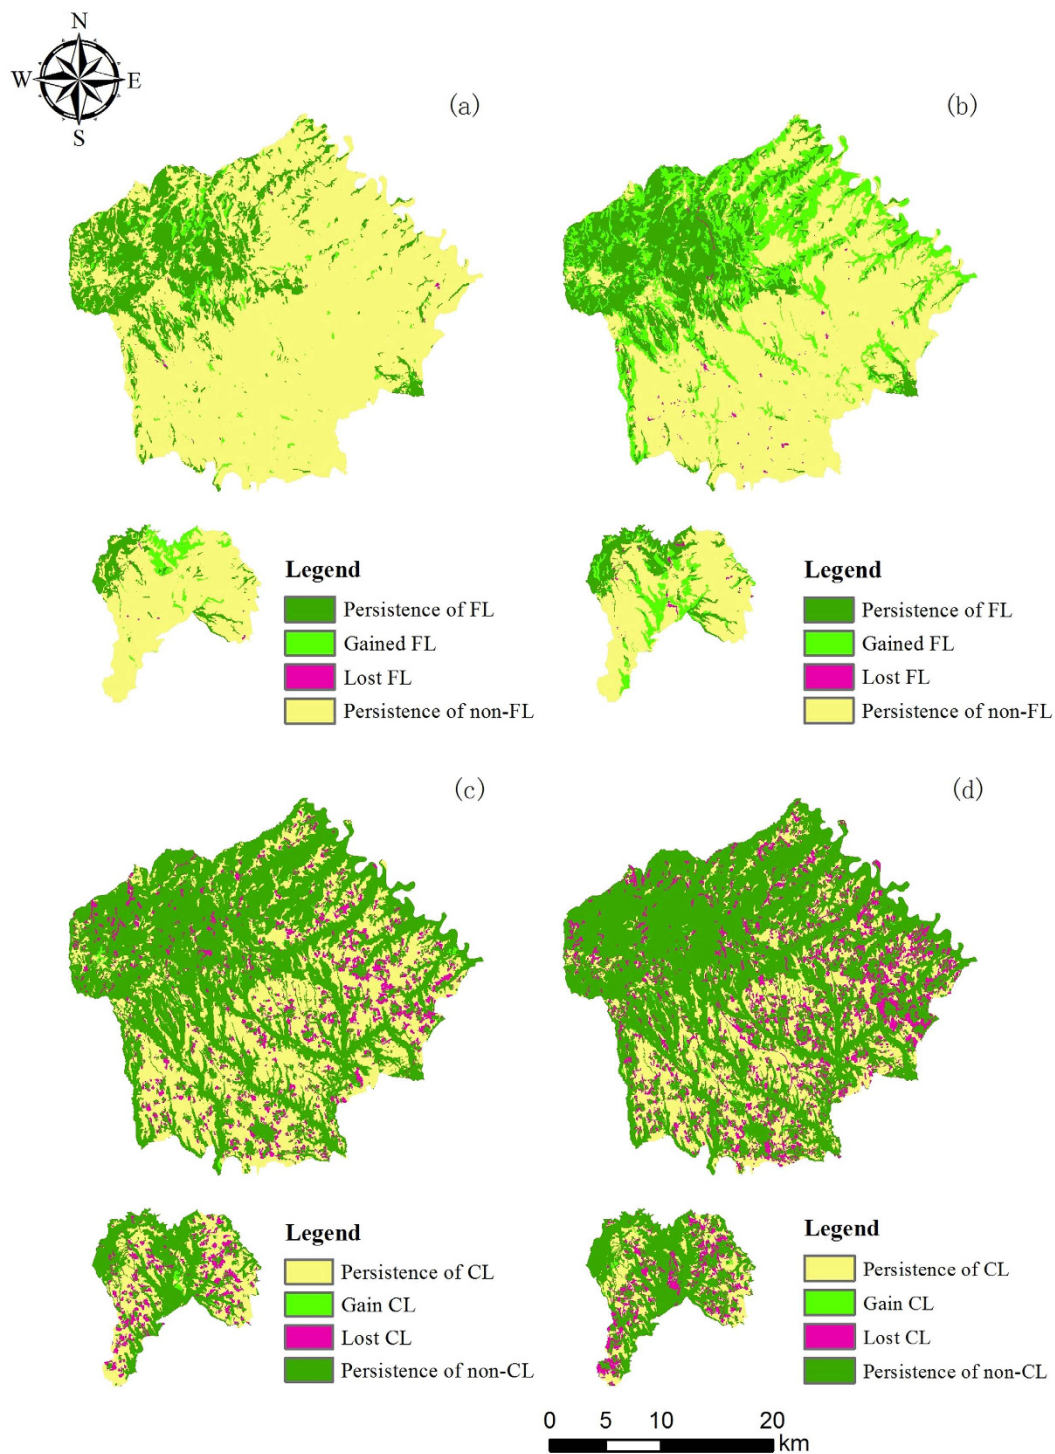 N
W E
S
(a)
(b)
Legend
Persistence of FL
Gained FL
Lost FL
Persistence of non-FL
Legend
Persistence of FL
Gained FL
Lost FL
Persistence of non-FL
(c)
(d)
Legend
Persistence of CL
Gain CL
Lost CL
Persistence of non-CL
Legend
Persistence of CL
Gain CL
Lost CL
Persistence of non-CL
0 5 10 20
km